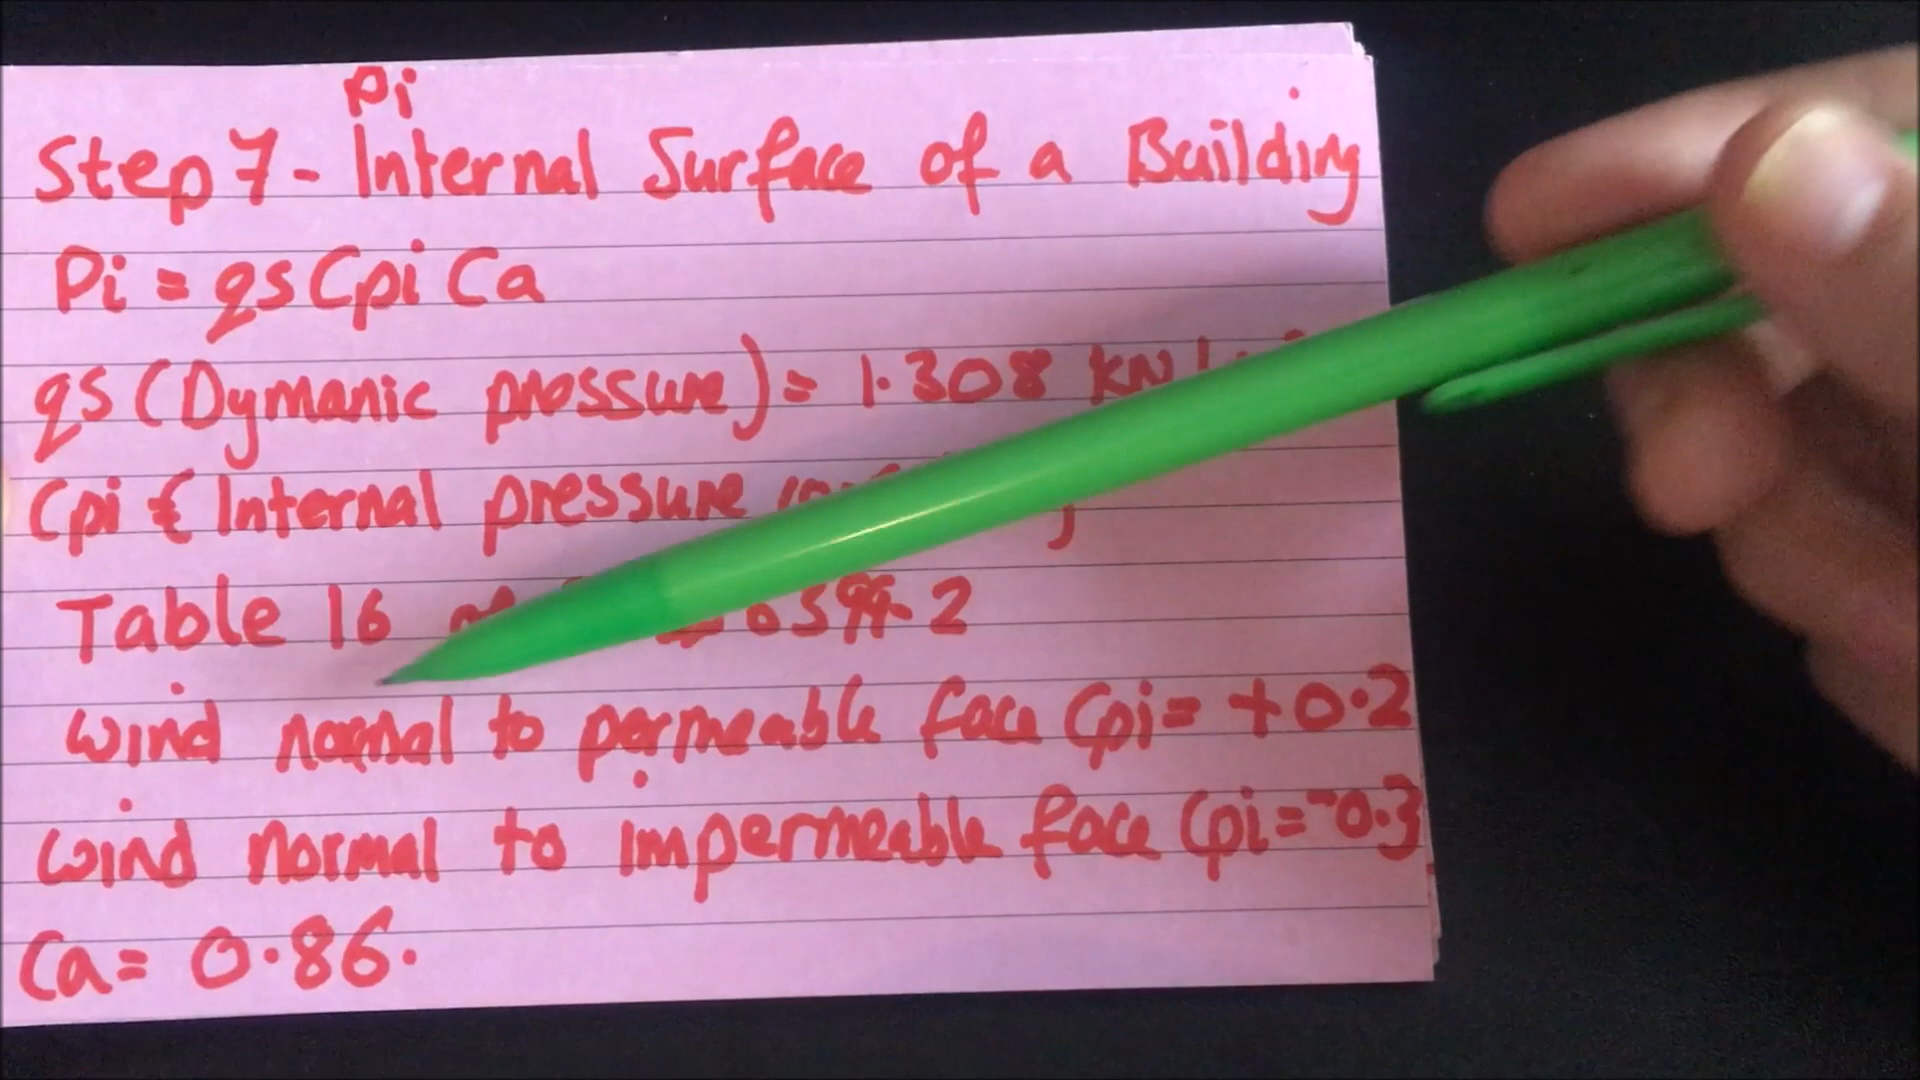 Pi
Step 7 - Internal Surface of a Building
Pi = qs Cpi Ca
qs (Dymanic pressure) = 1.308 KN
Cpi { Internal pressure
Table 16 6399.2
wind normal to permeable face Cpi = +0.2
wind normal to impermeable face Cpi = -0.3
Ca = 0.86.